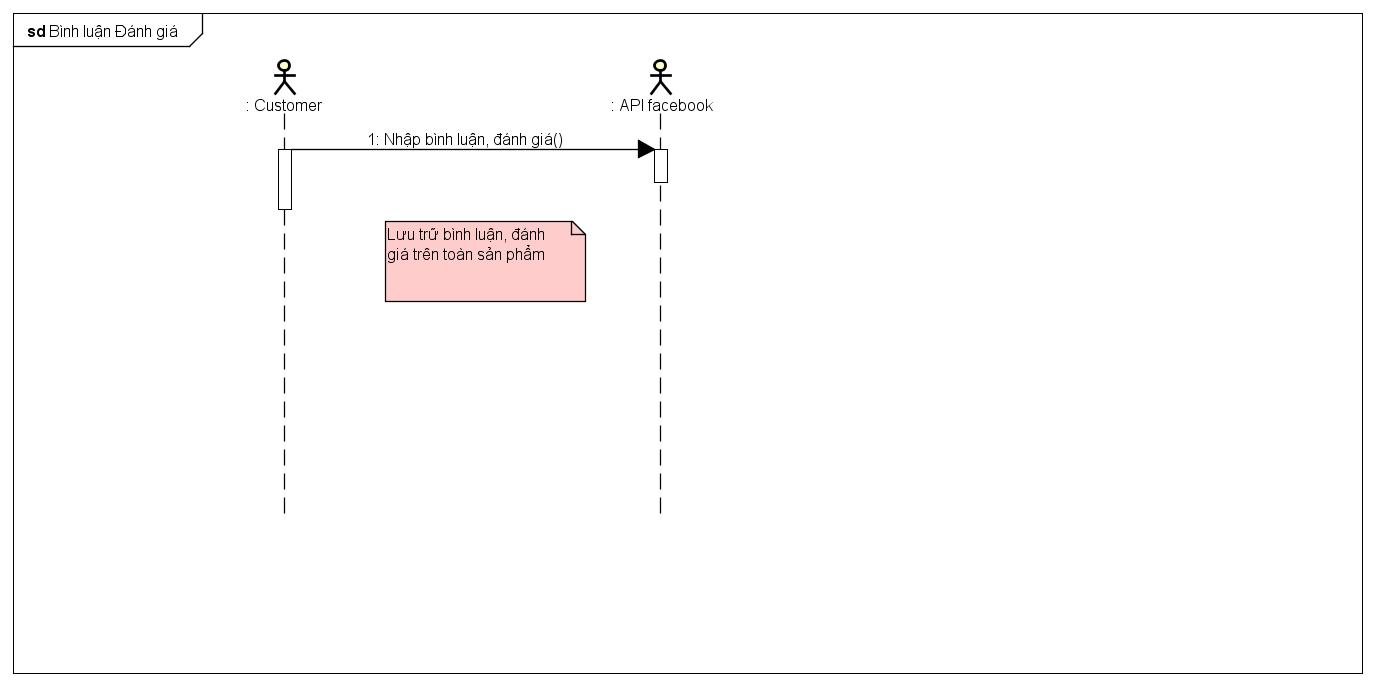 sd Bình luận Đánh giá
: Customer
: API facebook
1: Nhập bình luận, đánh giá()
Lưu trữ bình luận, đánh
giá trên toàn sản phẩm